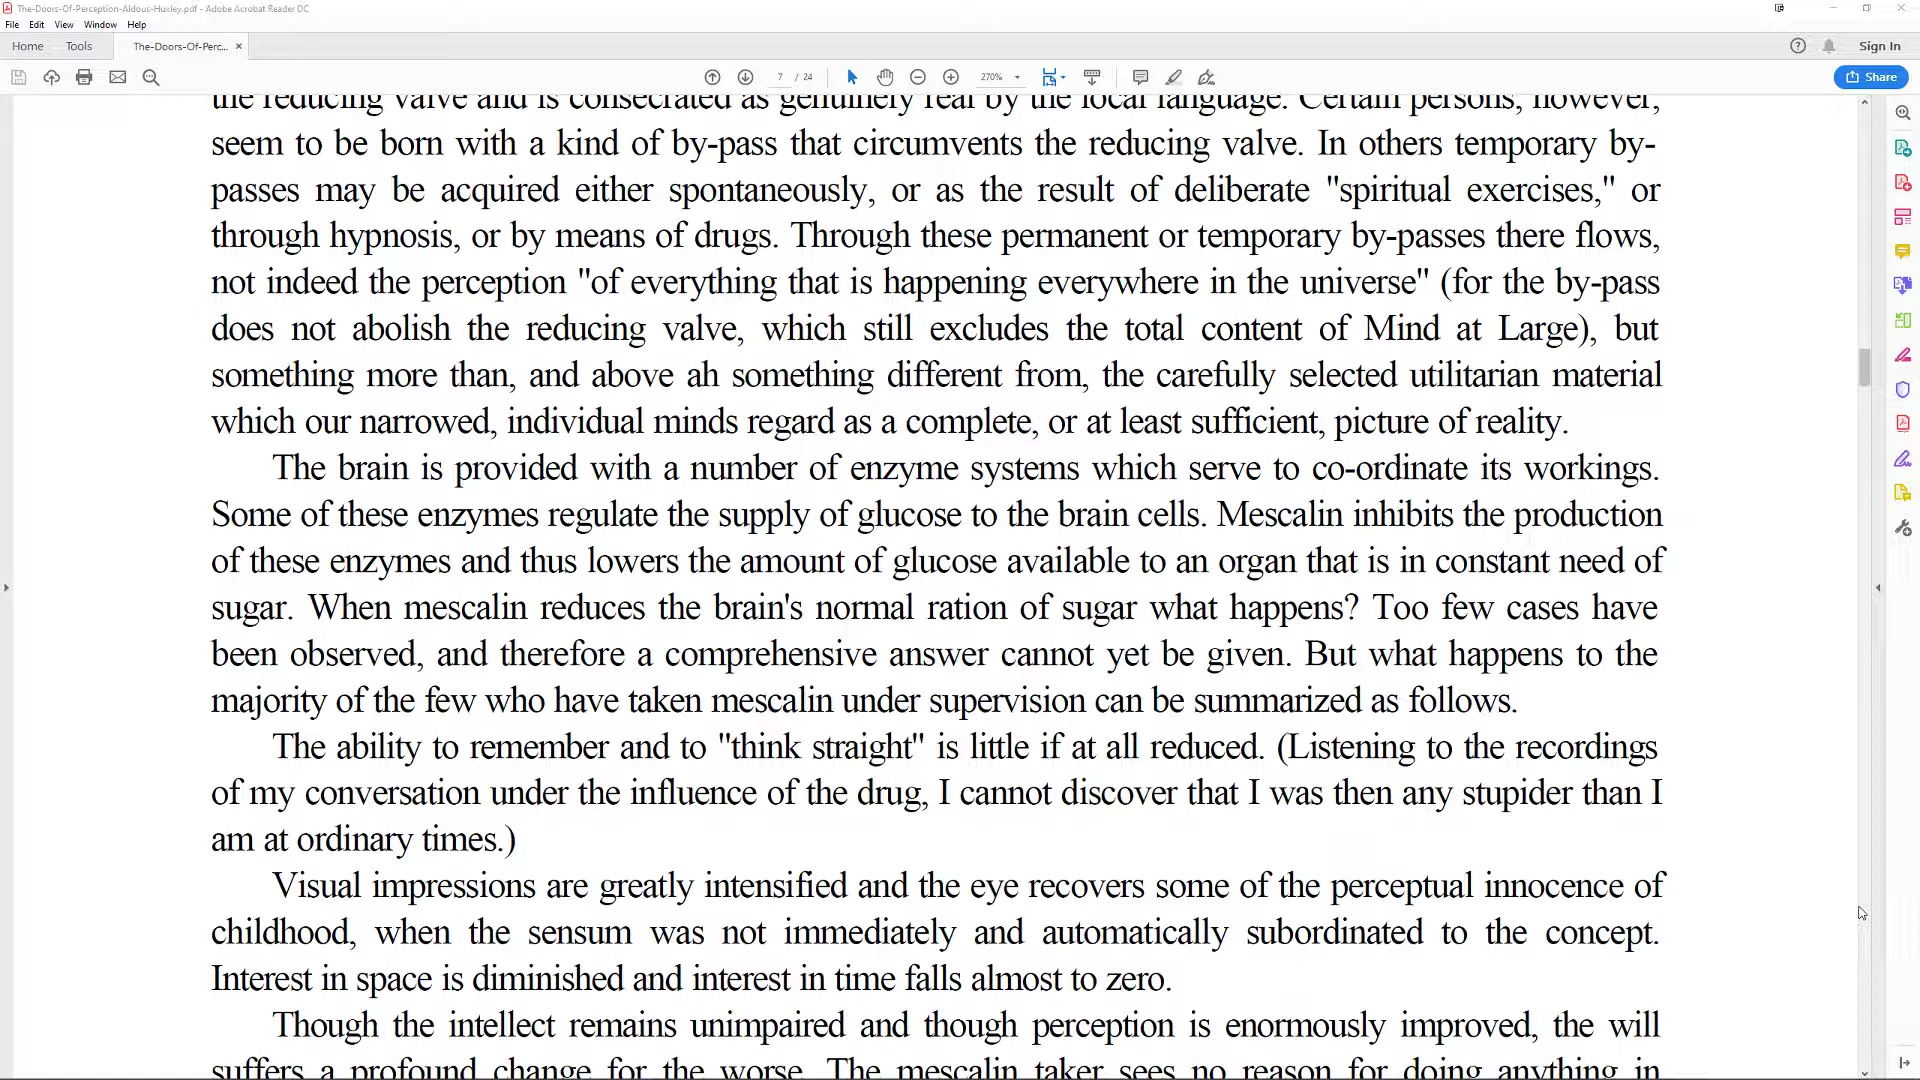 The-Doors-Of-Perception-Aldous-Huxley.pdf - Adobe Acrobat Reader DC
File Edit View Window Help
Home Tools The-Doors-Of-Perc... × Sign In
7 / 24 270% Share
the reducing valve and is consecrated as genuinely real by the local language. Certain persons, however,
seem to be born with a kind of by-pass that circumvents the reducing valve. In others temporary by-
passes may be acquired either spontaneously, or as the result of deliberate "spiritual exercises," or
through hypnosis, or by means of drugs. Through these permanent or temporary by-passes there flows,
not indeed the perception "of everything that is happening everywhere in the universe" (for the by-pass
does not abolish the reducing valve, which still excludes the total content of Mind at Large), but
something more than, and above ah something different from, the carefully selected utilitarian material
which our narrowed, individual minds regard as a complete, or at least sufficient, picture of reality.
The brain is provided with a number of enzyme systems which serve to co-ordinate its workings.
Some of these enzymes regulate the supply of glucose to the brain cells. Mescalin inhibits the production
of these enzymes and thus lowers the amount of glucose available to an organ that is in constant need of
sugar. When mescalin reduces the brain's normal ration of sugar what happens? Too few cases have
been observed, and therefore a comprehensive answer cannot yet be given. But what happens to the
majority of the few who have taken mescalin under supervision can be summarized as follows.
The ability to remember and to "think straight" is little if at all reduced. (Listening to the recordings
of my conversation under the influence of the drug, I cannot discover that I was then any stupider than I
am at ordinary times.)
Visual impressions are greatly intensified and the eye recovers some of the perceptual innocence of
childhood, when the sensum was not immediately and automatically subordinated to the concept.
Interest in space is diminished and interest in time falls almost to zero.
Though the intellect remains unimpaired and though perception is enormously improved, the will
suffers a profound change for the worse. The mescalin taker sees no reason for doing anything in